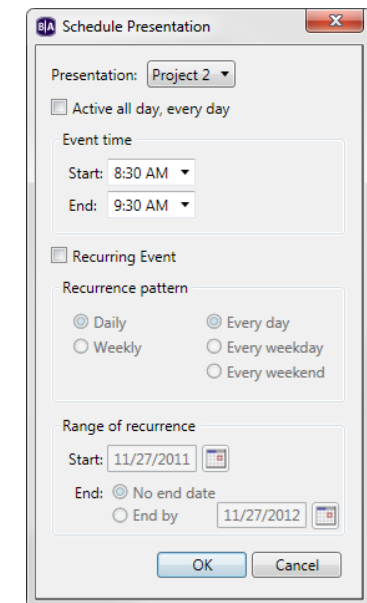 B|A Schedule Presentation
Presentation: Project 2
Active all day, every day
Event time
Start: 8:30 AM
End: 9:30 AM
Recurring Event
Recurrence pattern
Daily Every day
Weekly Every weekday
Every weekend
Range of recurrence
Start: 11/27/2011
End: No end date
End by 11/27/2012
OK Cancel